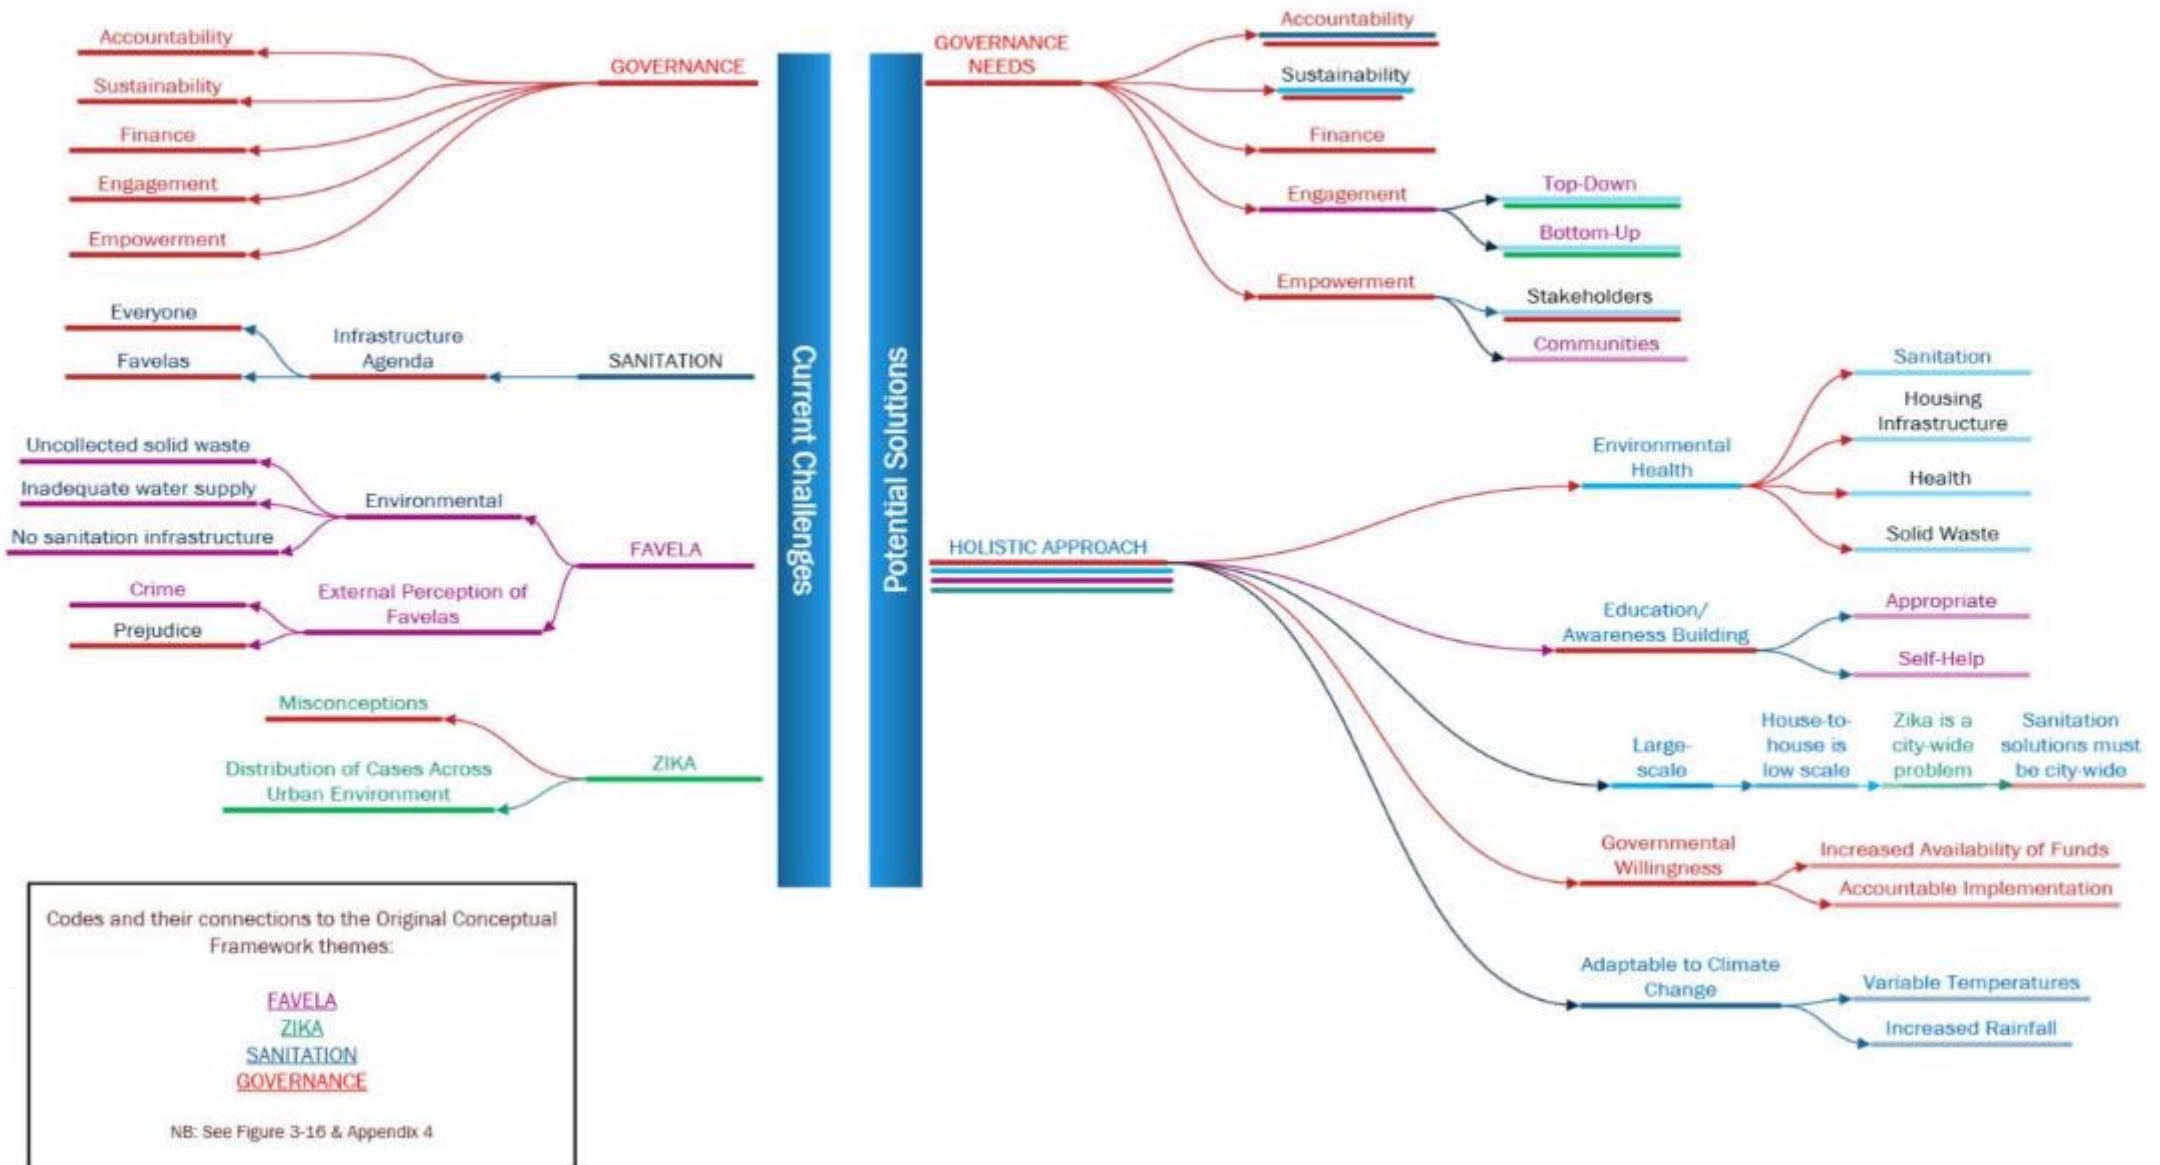 Accountability
Sustainability
Finance
Engagement
Empowerment
GOVERNANCE
Everyone
Favelas
Infrastructure
Agenda
SANITATION
Uncollected solid waste
Inadequate water supply
No sanitation infrastructure
Environmental
Crime
Prejudice
External Perception of
Favelas
FAVELA
Misconceptions
Distribution of Cases Across
Urban Environment
ZIKA
Codes and their connections to the Original Conceptual
Framework themes:
FAVELA
ZIKA
SANITATION
GOVERNANCE
NB: See Figure 3-16 & Appendix 4
Current Challenges
Potential Solutions
GOVERNANCE
NEEDS
Accountability
Sustainability
Finance
Engagement
Top-Down
Bottom-Up
Empowerment
Stakeholders
Communities
HOLISTIC APPROACH
Environmental
Health
Sanitation
Housing
Infrastructure
Health
Solid Waste
Education/
Awareness Building
Appropriate
Self-Help
Large-
scale
House-to-
house is
low scale
Zika is a
city-wide
problem
Sanitation
solutions must
be city-wide
Governmental
Willingness
Increased Availability of Funds
Accountable Implementation
Adaptable to Climate
Change
Variable Temperatures
Increased Rainfall